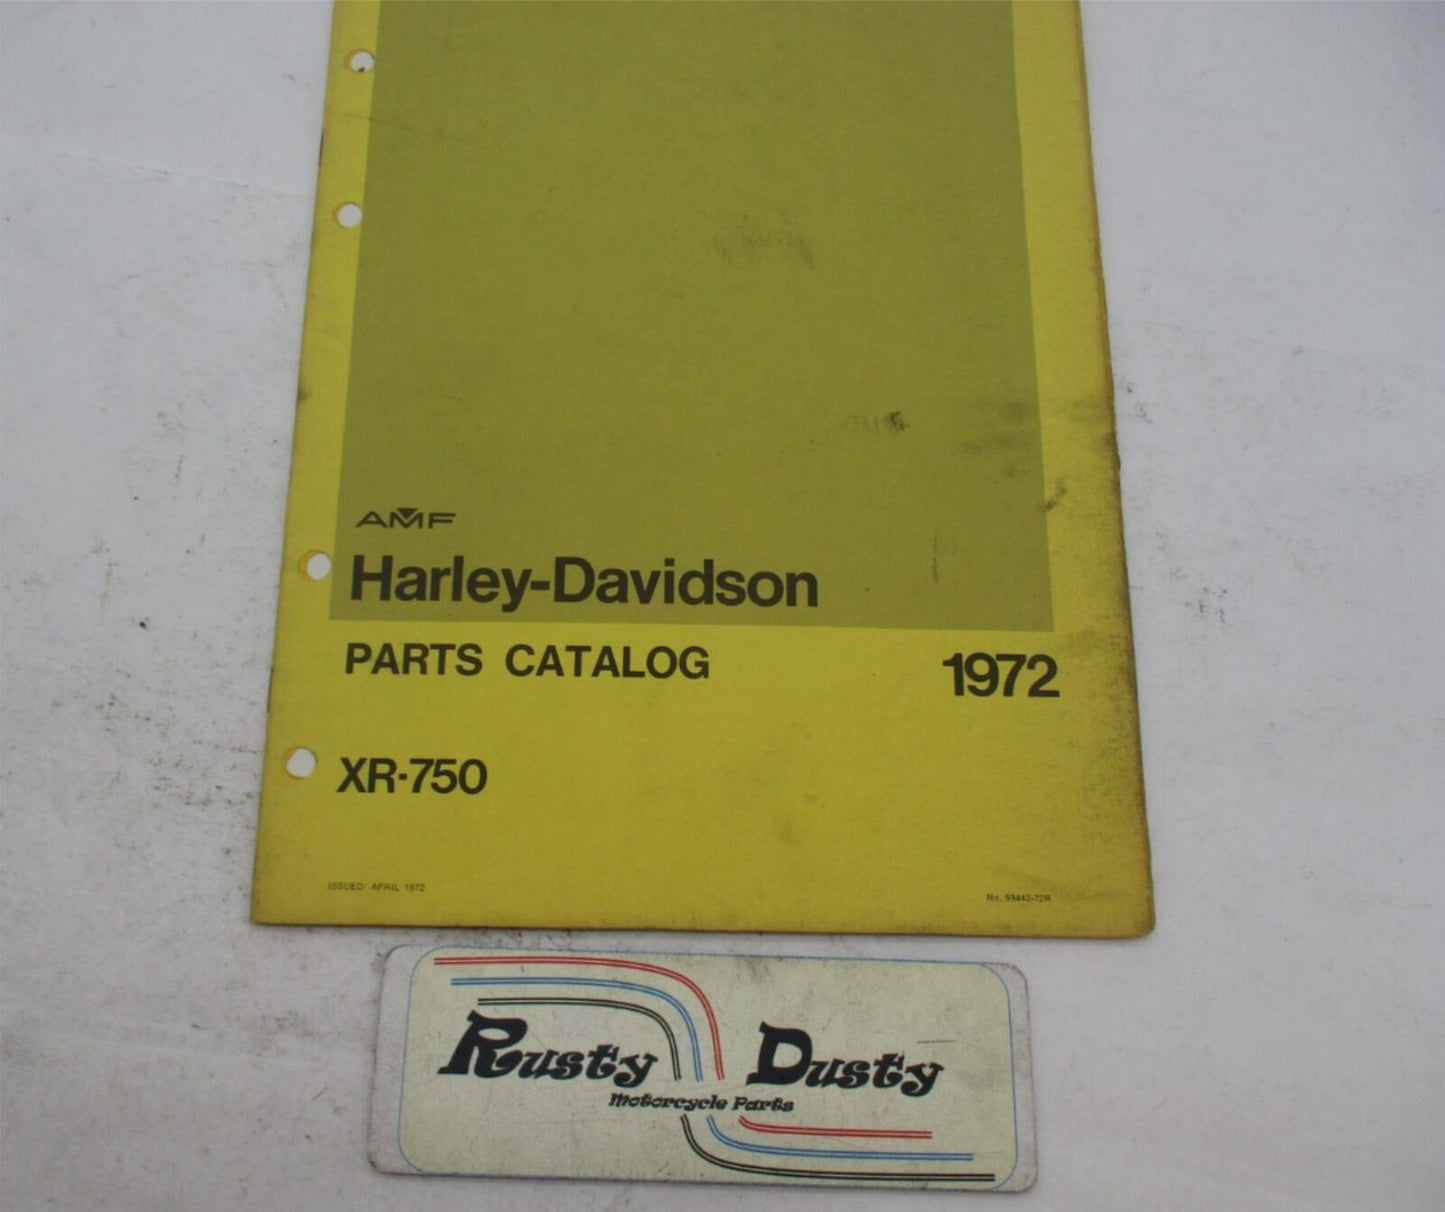 AMF
Harley-Davidson
PARTS CATALOG 1972
XR-750
ISSUED: APRIL 1972 No. 99442-72R
Rusty Dusty
Motorcycle Parts